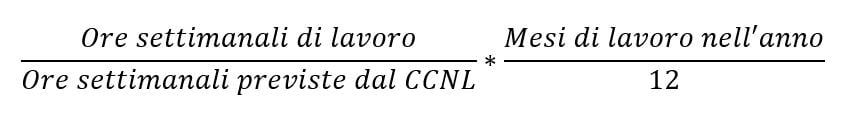 Ore settimanali di lavoro
Ore settimanali previste dal CCNL
*
Mesi di lavoro nell'anno
12